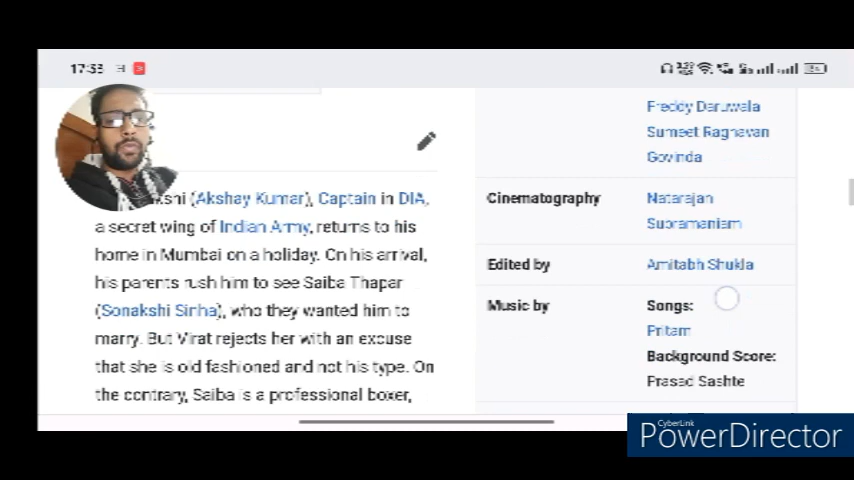 17:33
Freddy Daruwala
Sumeet Raghavan
Govinda
kshi (Akshay Kumar), Captain in DIA,
a secret wing of Indian Army, returns to his
home in Mumbai on a holiday. On his arrival,
his parents rush him to see Saiba Thapar
(Sonakshi Sinha), who they wanted him to
marry. But Virat rejects her with an excuse
that she is old fashioned and not his type. On
the contrary, Saiba is a professional boxer,
Cinematography
Natarajan
Subramaniam
Edited by
Amitabh Shukla
Music by
Songs:
Pritam
Background Score:
Prasad Sashte
CyberLink
PowerDirector